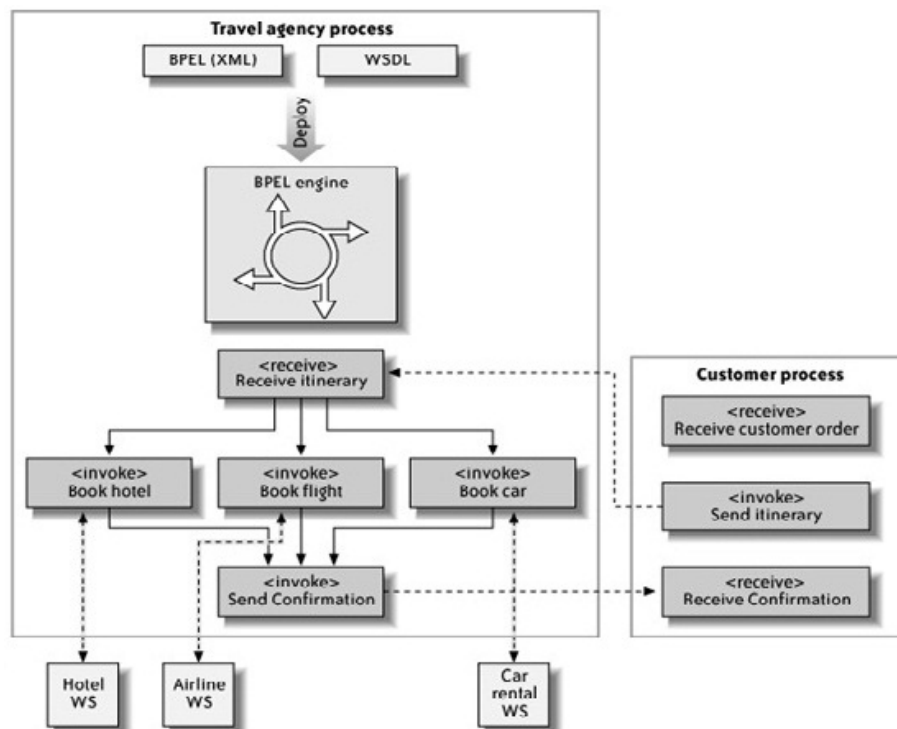 Travel agency process
BPEL (XML)
WSDL
Deploy
BPEL engine
<receive>
Receive itinerary
Customer process
<receive>
Receive customer order
<invoke>
Book hotel
<invoke>
Book flight
<invoke>
Book car
<invoke>
Send itinerary
<invoke>
Send Confirmation
<receive>
Receive Confirmation
Hotel
WS
Airline
WS
Car
rental
WS